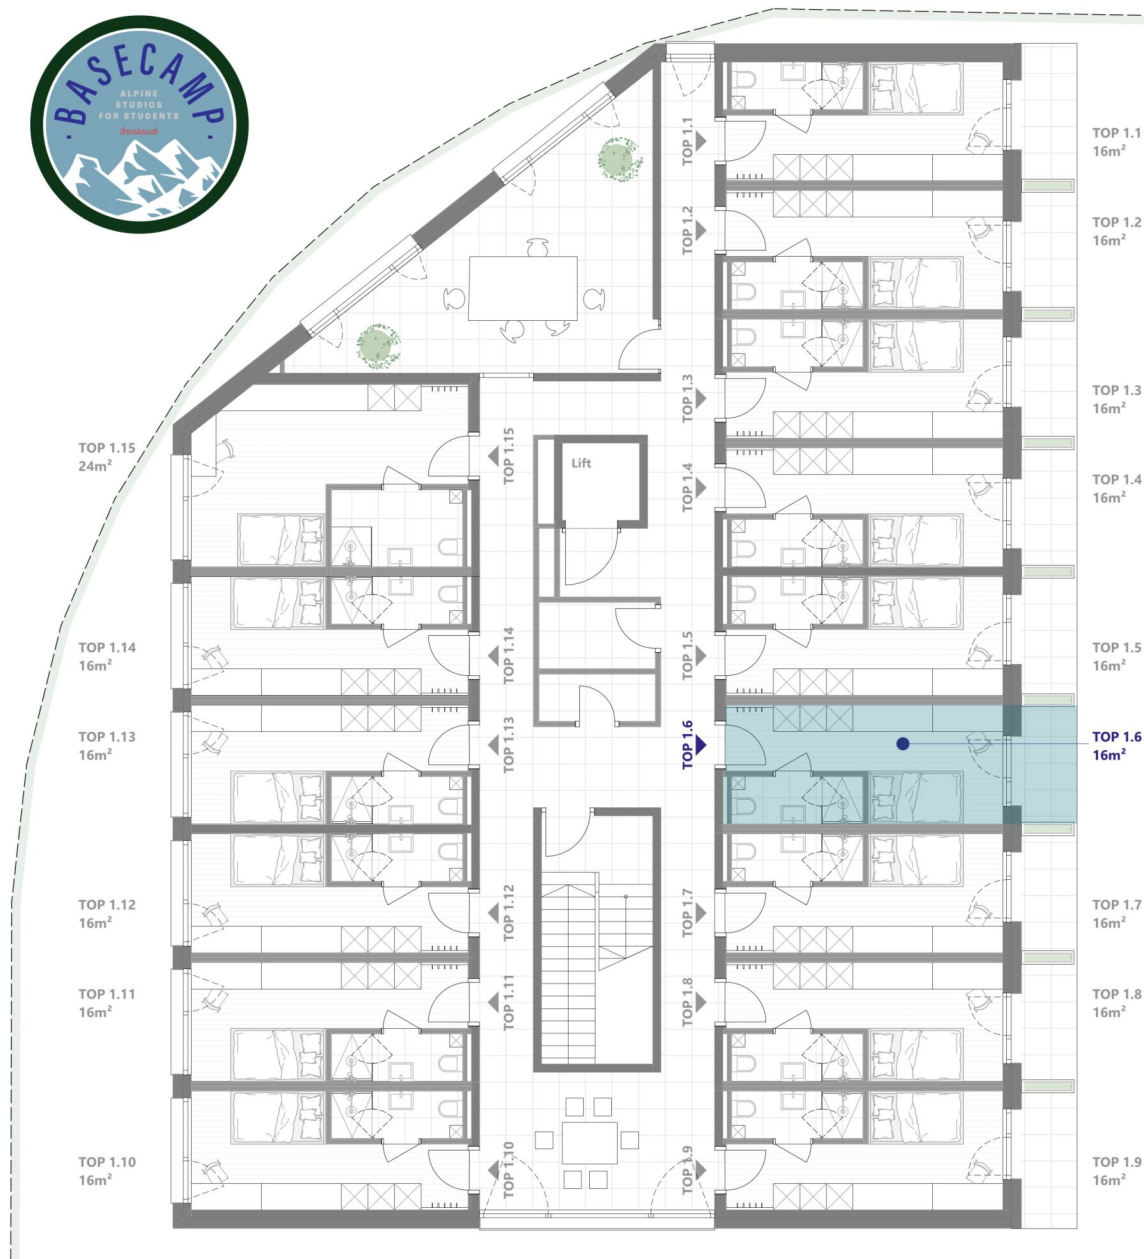 BASECAMP
ALPINE
STUDIOS
FOR STUDENTS
Innsbruck
TOP 1.1
TOP 1.1
16m²
TOP 1.2
TOP 1.2
16m²
TOP 1.3
TOP 1.3
16m²
TOP 1.15
24m²
TOP 1.15
Lift
TOP 1.4
TOP 1.4
16m²
TOP 1.14
16m²
TOP 1.14
TOP 1.5
TOP 1.5
16m²
TOP 1.13
16m²
TOP 1.13
TOP 1.6
TOP 1.6
16m²
TOP 1.12
16m²
TOP 1.12
TOP 1.7
TOP 1.7
16m²
TOP 1.11
16m²
TOP 1.11
TOP 1.8
TOP 1.8
16m²
TOP 1.10
16m²
TOP 1.10
TOP 1.9
TOP 1.9
16m²